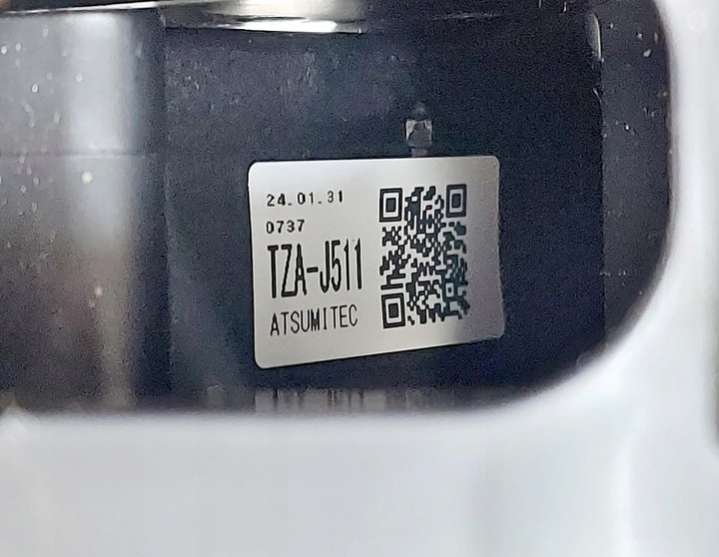 24.01.31
0737
TZA-J511
ATSUMITEC